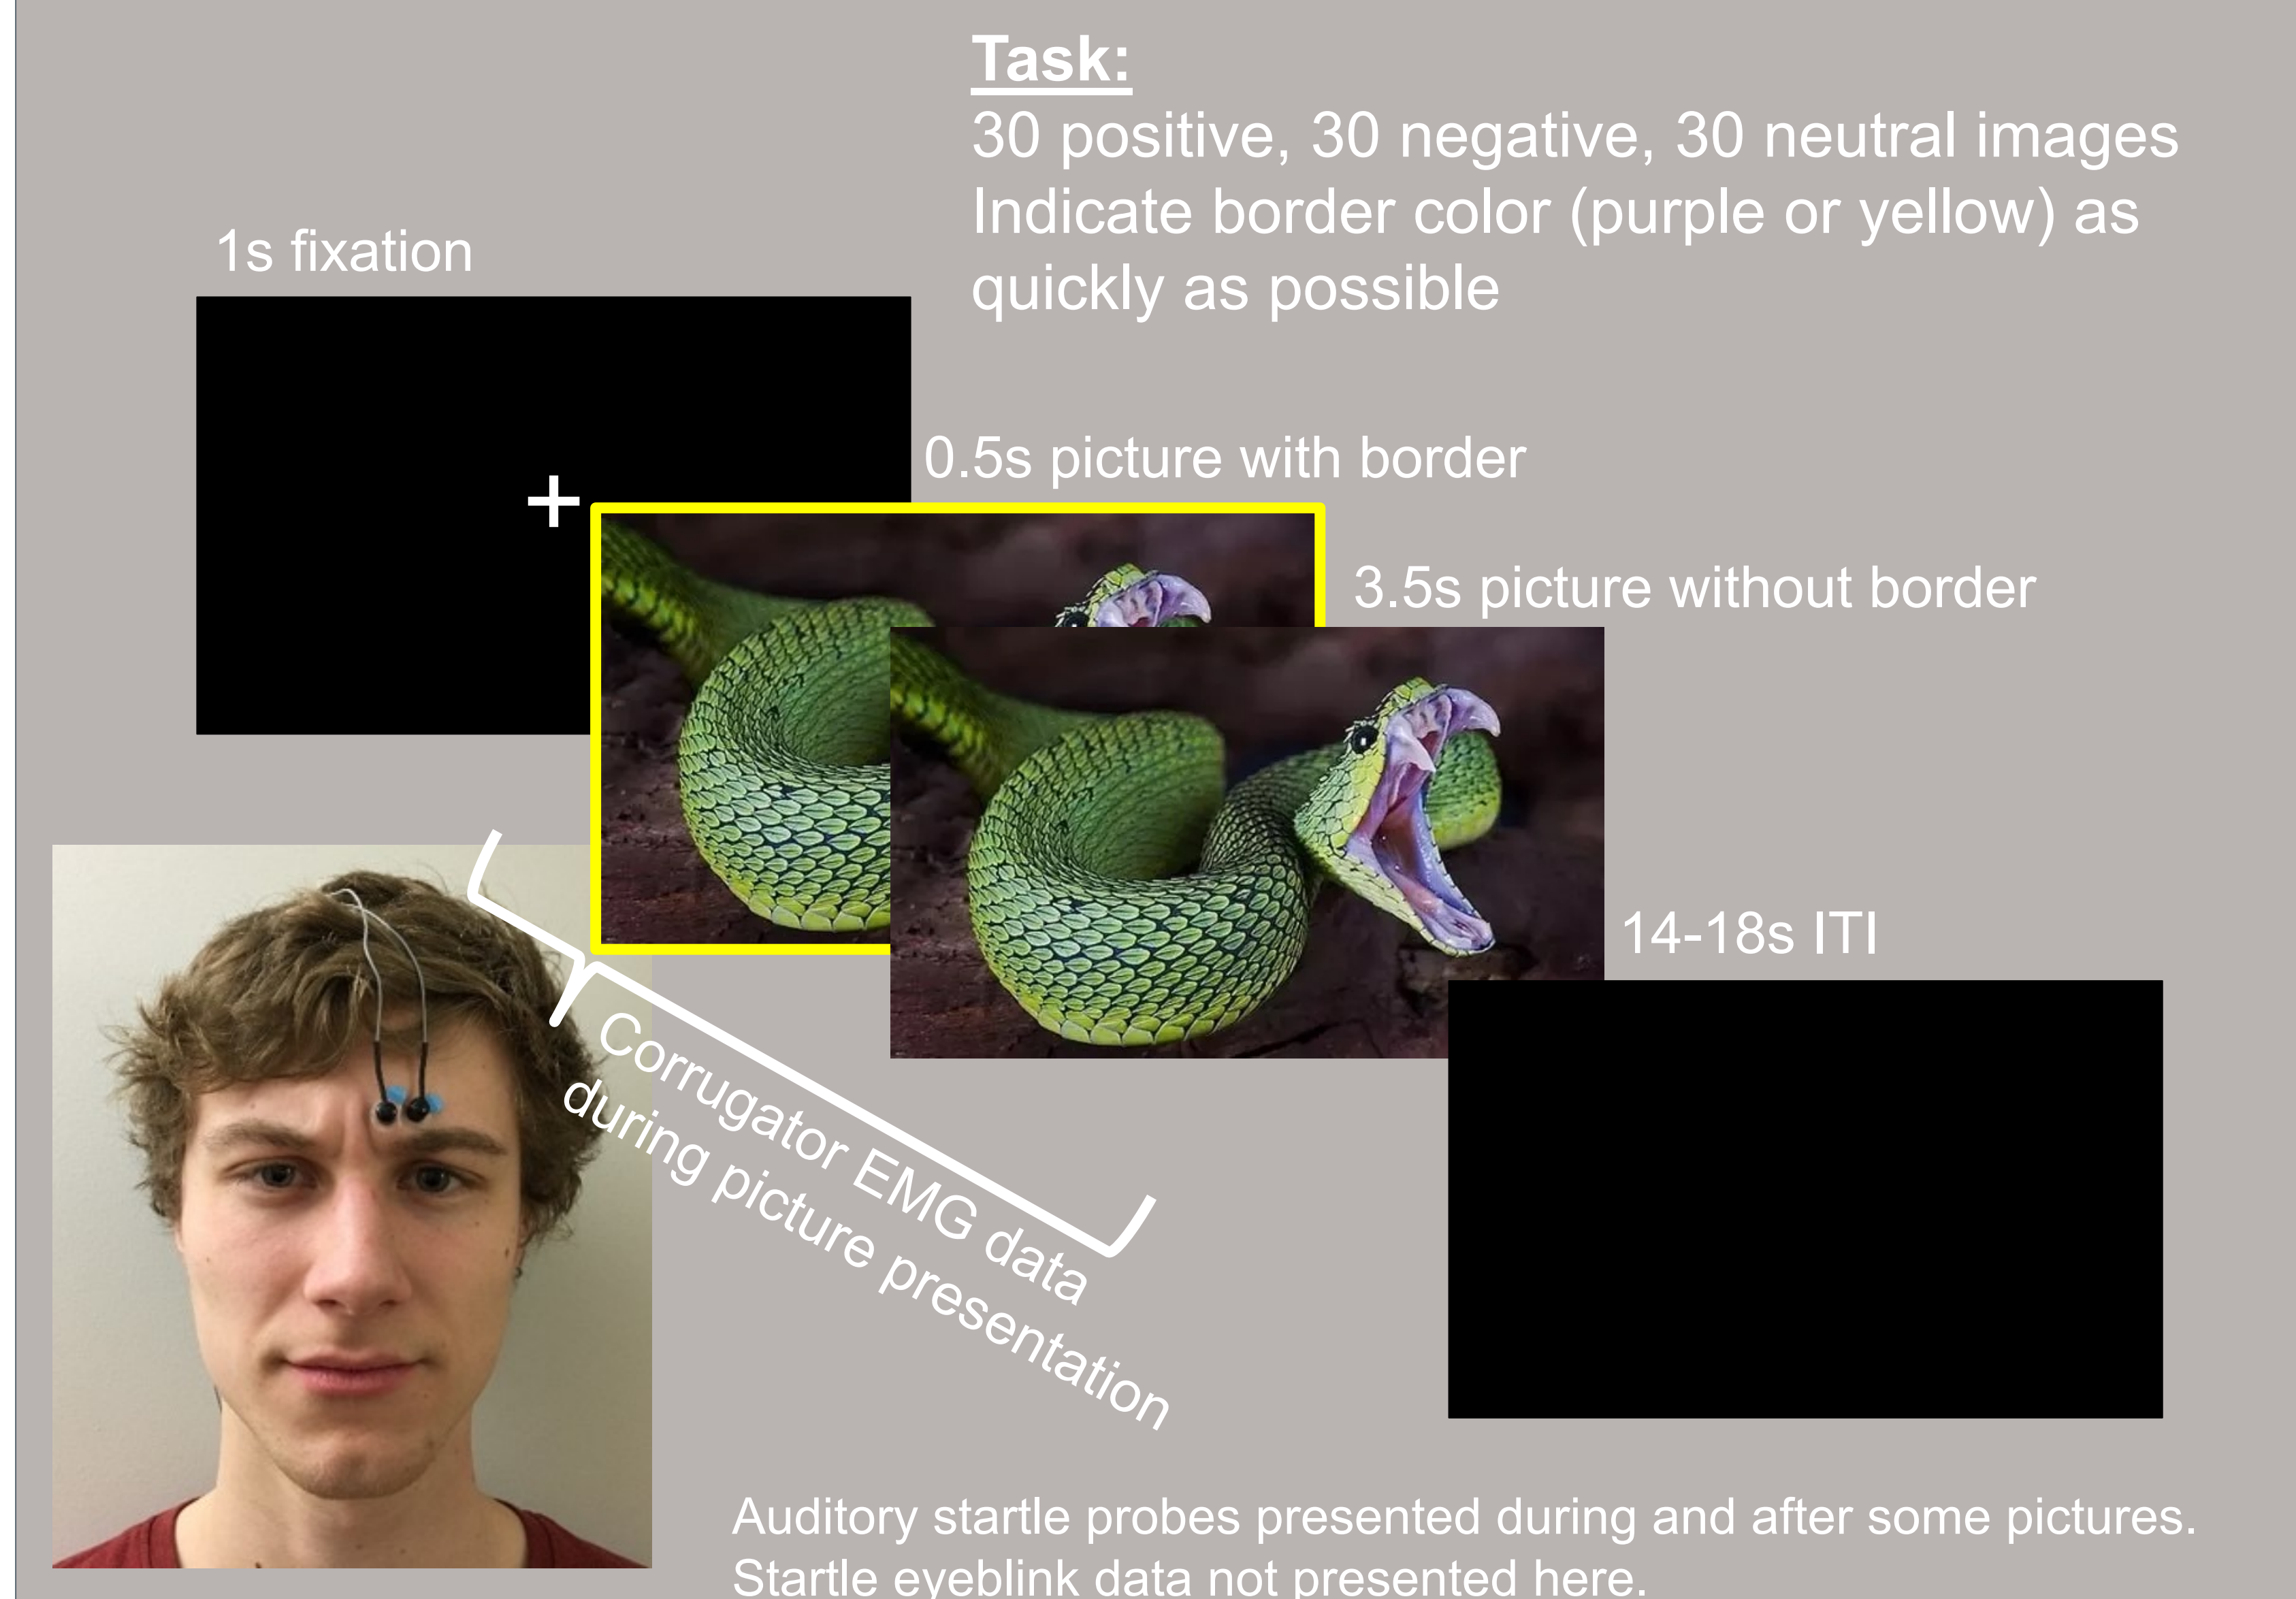 Task:
30 positive, 30 negative, 30 neutral images
Indicate border color (purple or yellow) as
quickly as possible
1s fixation
0.5s picture with border
3.5s picture without border
14-18s ITI
Corrugator EMG data
during picture presentation
Auditory startle probes presented during and after some pictures.
Startle eyeblink data not presented here.